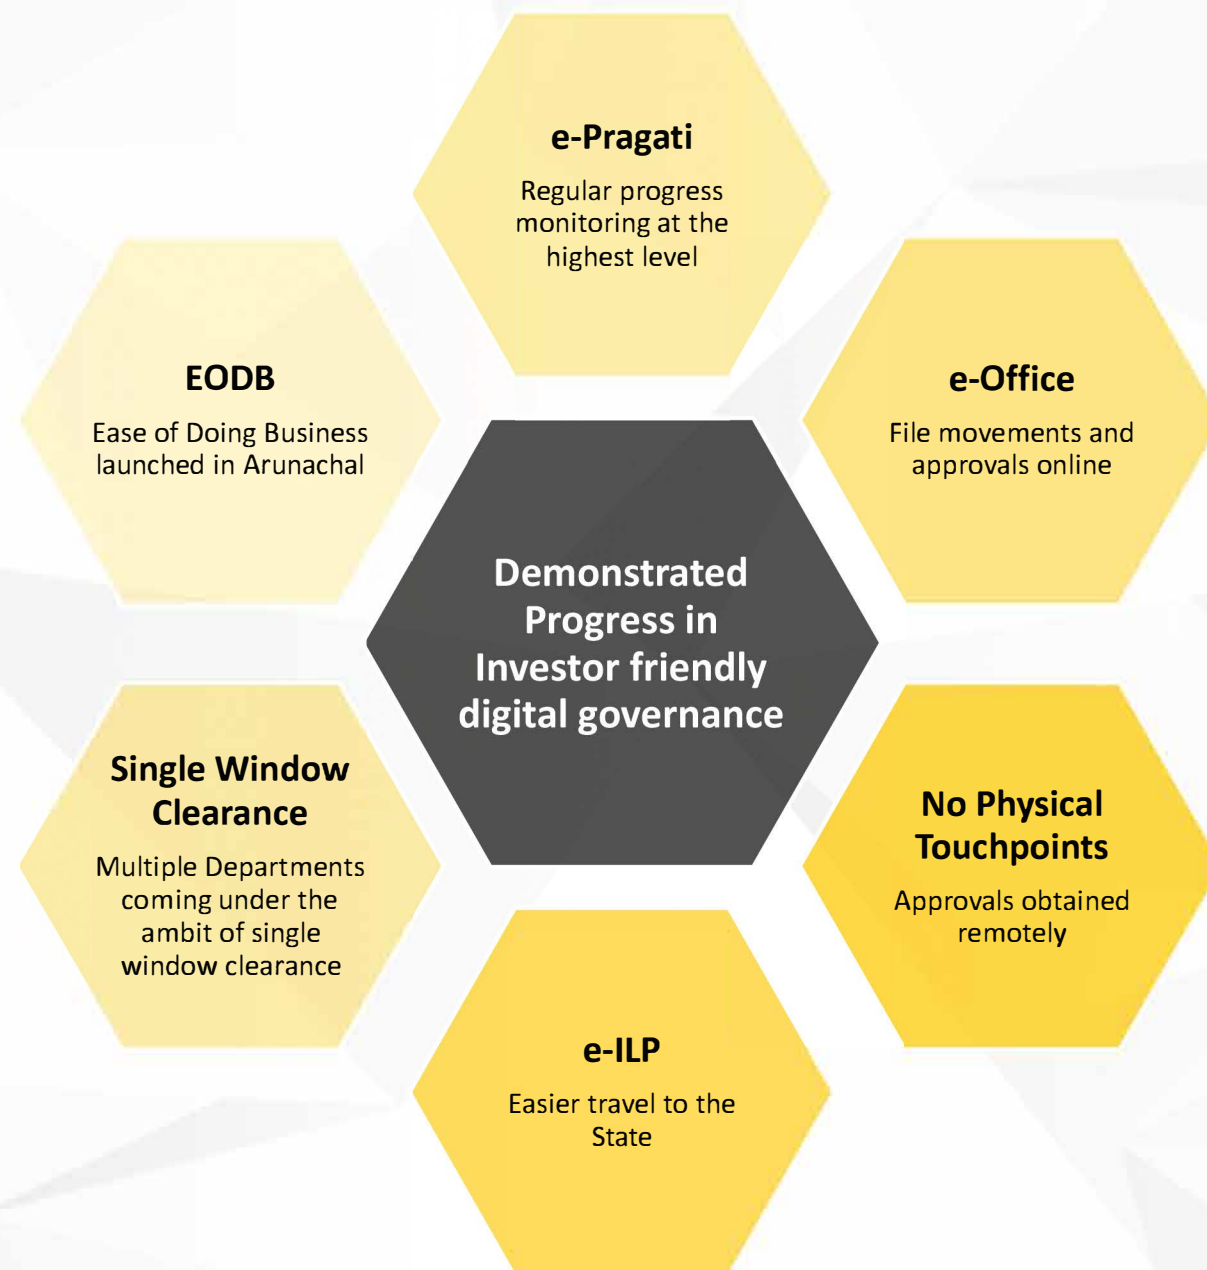 e-Pragati
Regular progress
monitoring at the
highest level
EODB
Ease of Doing Business
launched in Arunachal
e-Office
File movements and
approvals online
Demonstrated
Progress in
Investor friendly
digital governance
Single Window
Clearance
Multiple Departments
coming under the
ambit of single
window clearance
No Physical
Touchpoints
Approvals obtained
remotely
e-ILP
Easier travel to the
State